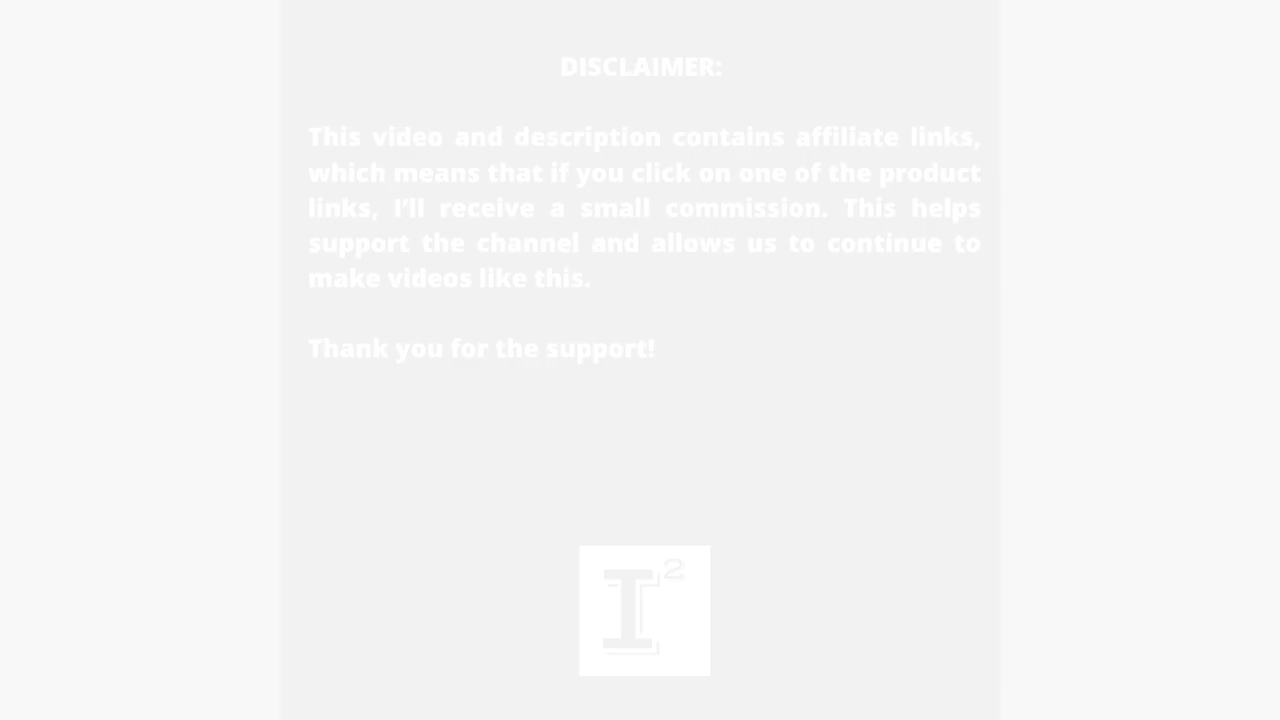 DISCLAIMER:
This video and description contains affiliate links,
which means that if you click on one of the product
links, I’ll receive a small commission. This helps
support the channel and allows us to continue to
make videos like this.
Thank you for the support!
I²